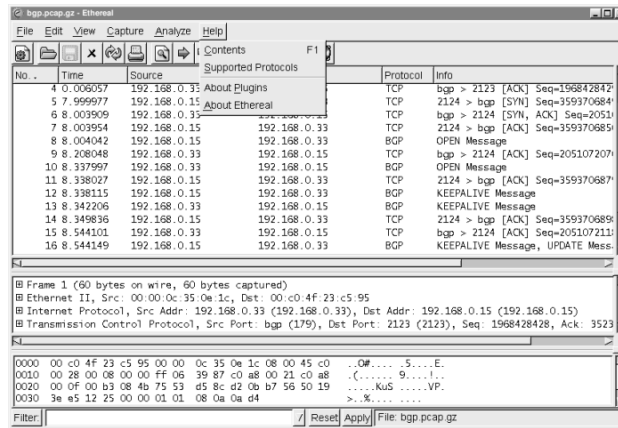 bgp.pcap.gz - Ethereal
File Edit View Capture Analyze Help
Contents F1
Supported Protocols
About Plugins
About Ethereal
No. . Time Source Protocol Info
4 0.006057 192.168.0.33 TCP bgp > 2123 [ACK] Seq=196842842
5 7.999977 192.168.0.15 TCP 2124 > bgp [SYN] Seq=359370684
6 8.003909 192.168.0.33 192.168.0.15 TCP bgp > 2124 [SYN, ACK] Seq=2051
7 8.003954 192.168.0.15 192.168.0.33 TCP 2124 > bgp [ACK] Seq=359370685
8 8.004042 192.168.0.15 192.168.0.33 BGP OPEN Message
9 8.208048 192.168.0.33 192.168.0.15 TCP bgp > 2124 [ACK] Seq=205107207
10 8.337997 192.168.0.33 192.168.0.15 BGP OPEN Message
11 8.338027 192.168.0.15 192.168.0.33 TCP 2124 > bgp [ACK] Seq=359370687
12 8.338115 192.168.0.15 192.168.0.33 BGP KEEPALIVE Message
13 8.342206 192.168.0.33 192.168.0.15 BGP KEEPALIVE Message
14 8.349836 192.168.0.15 192.168.0.33 TCP 2124 > bgp [ACK] Seq=359370689
15 8.544101 192.168.0.33 192.168.0.15 TCP bgp > 2124 [ACK] Seq=205107211
16 8.544149 192.168.0.15 192.168.0.33 BGP KEEPALIVE Message, UPDATE Mess
Frame 1 (60 bytes on wire, 60 bytes captured)
Ethernet II, Src: 00:00:0c:35:0e:1c, Dst: 00:c0:4f:23:c5:95
Internet Protocol, Src Addr: 192.168.0.33 (192.168.0.33), Dst Addr: 192.168.0.15 (192.168.0.15)
Transmission Control Protocol, Src Port: bgp (179), Dst Port: 2123 (2123), Seq: 1968428428, Ack: 3523
0000 00 c0 4f 23 c5 95 00 00 0c 35 0e 1c 08 00 45 c0 ..O#.... .5....E.
0010 00 28 00 08 00 00 ff 06 39 87 c0 a8 00 21 c0 a8 .(...... 9....!..
0020 00 0f 00 b3 08 4b 75 53 d5 8c d2 0b b7 56 50 19 .....KuS .....VP.
0030 3e e5 12 25 00 00 01 01 08 0a 0a d4 >..%.... ....
Filter: / Reset Apply File: bgp.pcap.gz